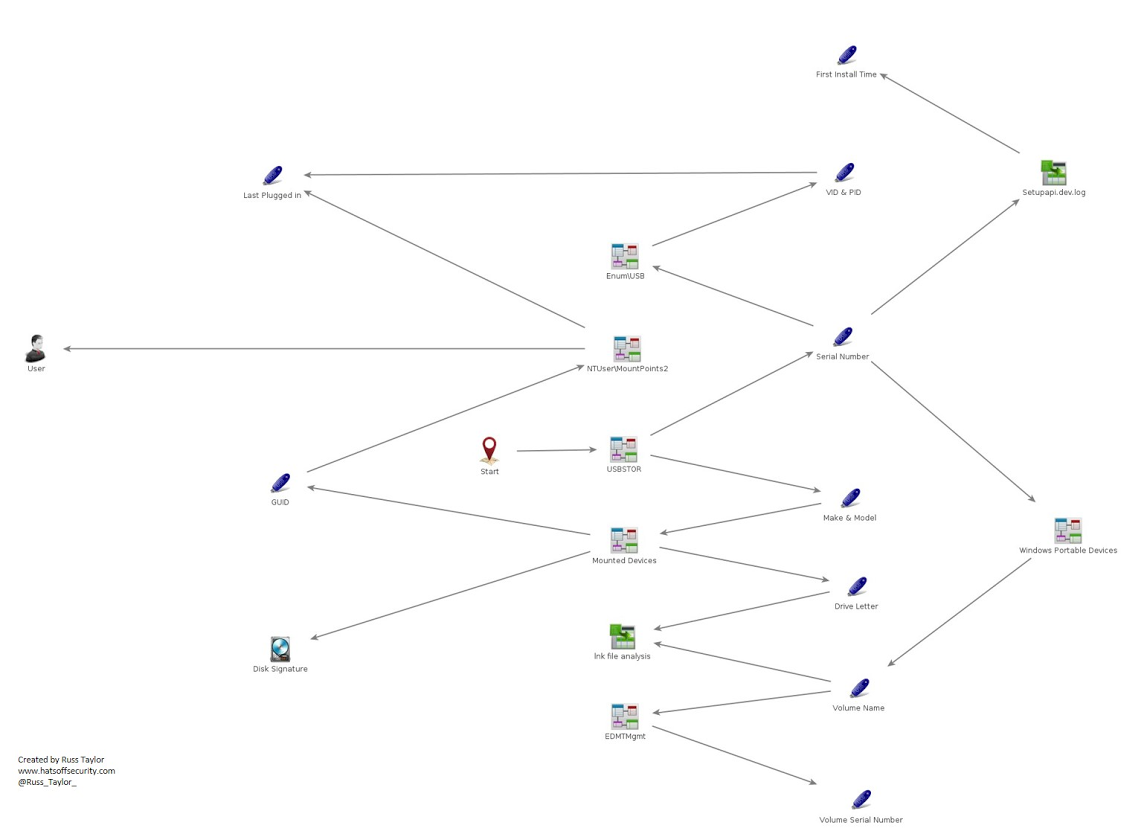 First Install Time
Last Plugged in
VID & PID
Setupapi.dev.log
Enum\USB
User
NTUser\MountPoints2
Serial Number
Start
USBSTOR
GUID
Make & Model
Mounted Devices
Windows Portable Devices
Drive Letter
lnk file analysis
Disk Signature
Volume Name
EDMTMgmt
Created by Russ Taylor
www.hatsoffsecurity.com
@Russ_Taylor_
Volume Serial Number